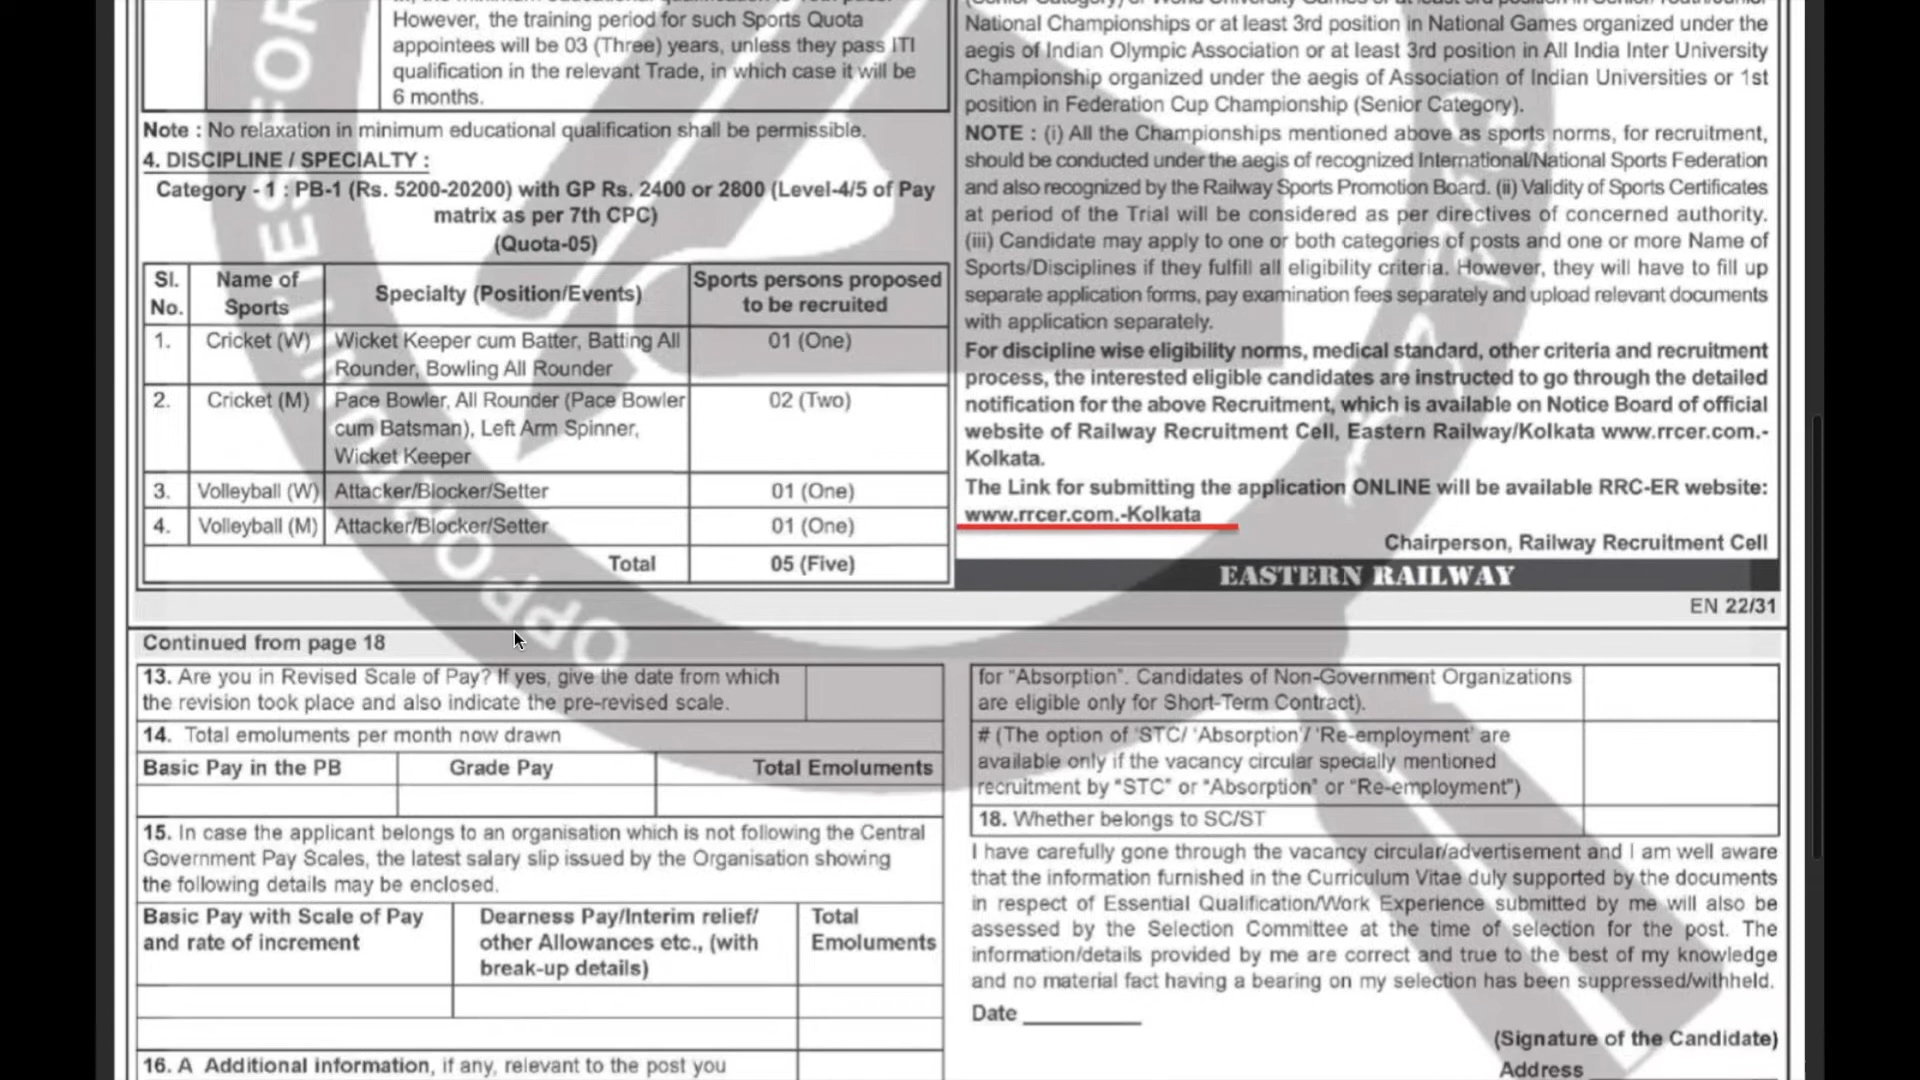 However, the training period for such Sports Quota
appointees will be 03 (Three) years, unless they pass ITI
qualification in the relevant Trade, in which case it will be
6 months.
Note : No relaxation in minimum educational qualification shall be permissible.
4. DISCIPLINE / SPECIALTY :
Category - 1 : PB-1 (Rs. 5200-20200) with GP Rs. 2400 or 2800 (Level-4/5 of Pay
matrix as per 7th CPC)
(Quota-05)
Sl. No. Name of Sports Specialty (Position/Events) Sports persons proposed to be recruited
1. Cricket (W) Wicket Keeper cum Batter, Batting All 01 (One)
Rounder, Bowling All Rounder
2. Cricket (M) Pace Bowler, All Rounder (Pace Bowler 02 (Two)
cum Batsman), Left Arm Spinner,
Wicket Keeper
3. Volleyball (W) Attacker/Blocker/Setter 01 (One)
4. Volleyball (M) Attacker/Blocker/Setter 01 (One)
Total 05 (Five)
National Championships or at least 3rd position in National Games organized under the
aegis of Indian Olympic Association or at least 3rd position in All India Inter University
Championship organized under the aegis of Association of Indian Universities or 1st
position in Federation Cup Championship (Senior Category).
NOTE : (i) All the Championships mentioned above as sports norms, for recruitment,
should be conducted under the aegis of recognized International/National Sports Federation
and also recognized by the Railway Sports Promotion Board. (ii) Validity of Sports Certificates
at period of the Trial will be considered as per directives of concerned authority.
(iii) Candidate may apply to one or both categories of posts and one or more Name of
Sports/Disciplines if they fulfill all eligibility criteria. However, they will have to fill up
separate application forms, pay examination fees separately and upload relevant documents
with application separately.
For discipline wise eligibility norms, medical standard, other criteria and recruitment
process, the interested eligible candidates are instructed to go through the detailed
notification for the above Recruitment, which is available on Notice Board of official
website of Railway Recruitment Cell, Eastern Railway/Kolkata www.rrcer.com.-
Kolkata.
The Link for submitting the application ONLINE will be available RRC-ER website:
www.rrcer.com.-Kolkata
Chairperson, Railway Recruitment Cell
EASTERN RAILWAY
EN 22/31
Continued from page 18
13. Are you in Revised Scale of Pay? If yes, give the date from which
the revision took place and also indicate the pre-revised scale.
14. Total emoluments per month now drawn
Basic Pay in the PB Grade Pay Total Emoluments
15. In case the applicant belongs to an organisation which is not following the Central
Government Pay Scales, the latest salary slip issued by the Organisation showing
the following details may be enclosed.
Basic Pay with Scale of Pay Dearness Pay/Interim relief/ Total
and rate of increment other Allowances etc., (with Emoluments
break-up details)
16. A Additional information, if any, relevant to the post you
for "Absorption". Candidates of Non-Government Organizations
are eligible only for Short-Term Contract).
# (The option of 'STC/ 'Absorption'/ 'Re-employment' are
available only if the vacancy circular specially mentioned
recruitment by "STC" or "Absorption" or "Re-employment")
18. Whether belongs to SC/ST
I have carefully gone through the vacancy circular/advertisement and I am well aware
that the information furnished in the Curriculum Vitae duly supported by the documents
in respect of Essential Qualification/Work Experience submitted by me will also be
assessed by the Selection Committee at the time of selection for the post. The
information/details provided by me are correct and true to the best of my knowledge
and no material fact having a bearing on my selection has been suppressed/withheld.
Date
(Signature of the Candidate)
Address